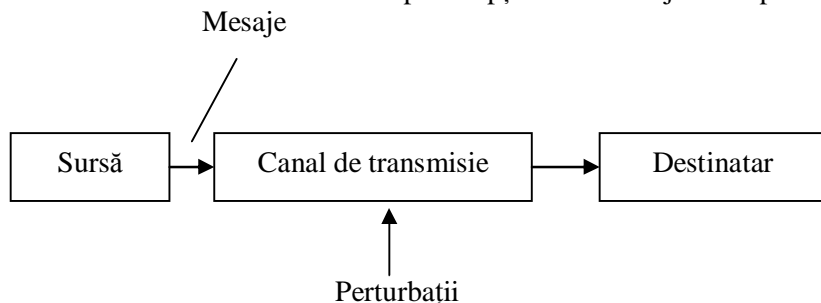 Mesaje
Sursă
Canal de transmisie
Destinatar
Perturbații